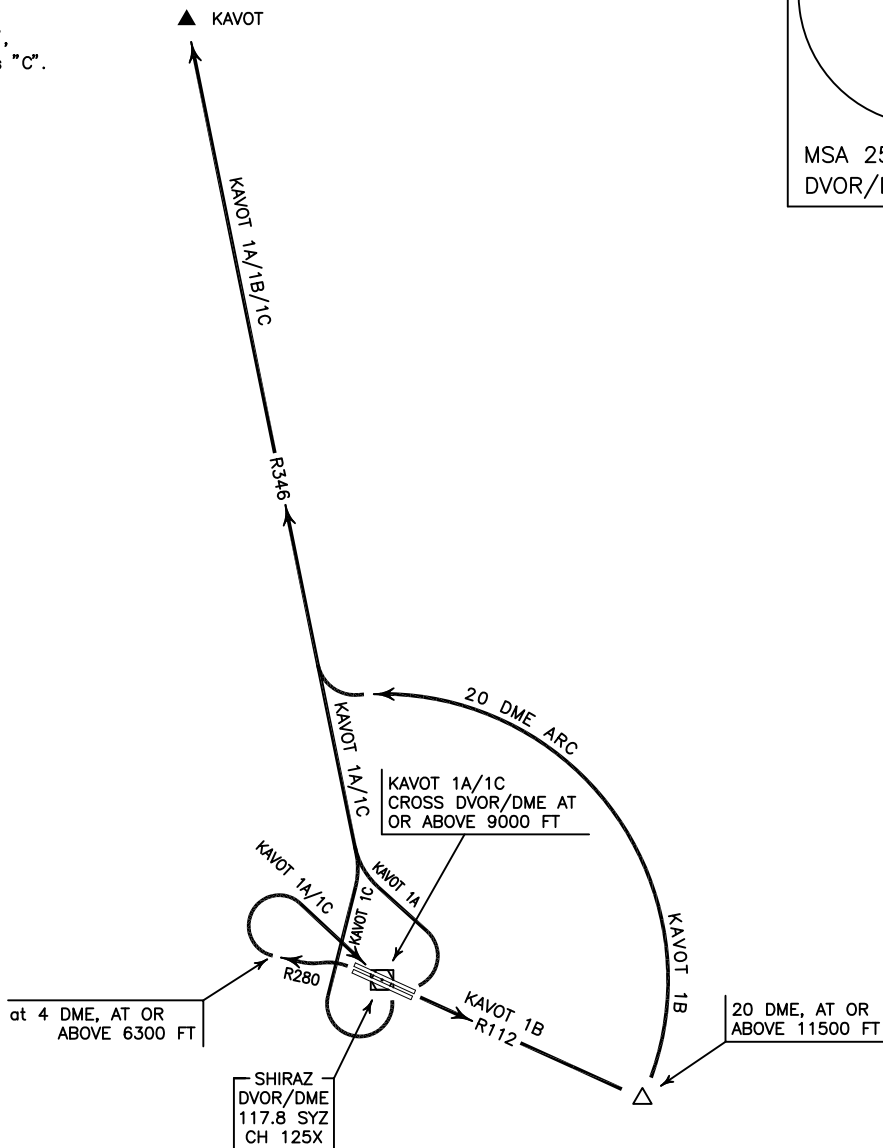 KAVOT
"C".
MSA 25
DVOR/
KAVOT 1A/1B/1C
R346
20 DME ARC
KAVOT 1A/1C
KAVOT 1A/1C
CROSS DVOR/DME AT
OR ABOVE 9000 FT
KAVOT 1A/1C
KAVOT 1C
KAVOT 1A
KAVOT 1B
R280
KAVOT 1B
R112
at 4 DME, AT OR
ABOVE 6300 FT
20 DME, AT OR
ABOVE 11500 FT
SHIRAZ
DVOR/DME
117.8 SYZ
CH 125X